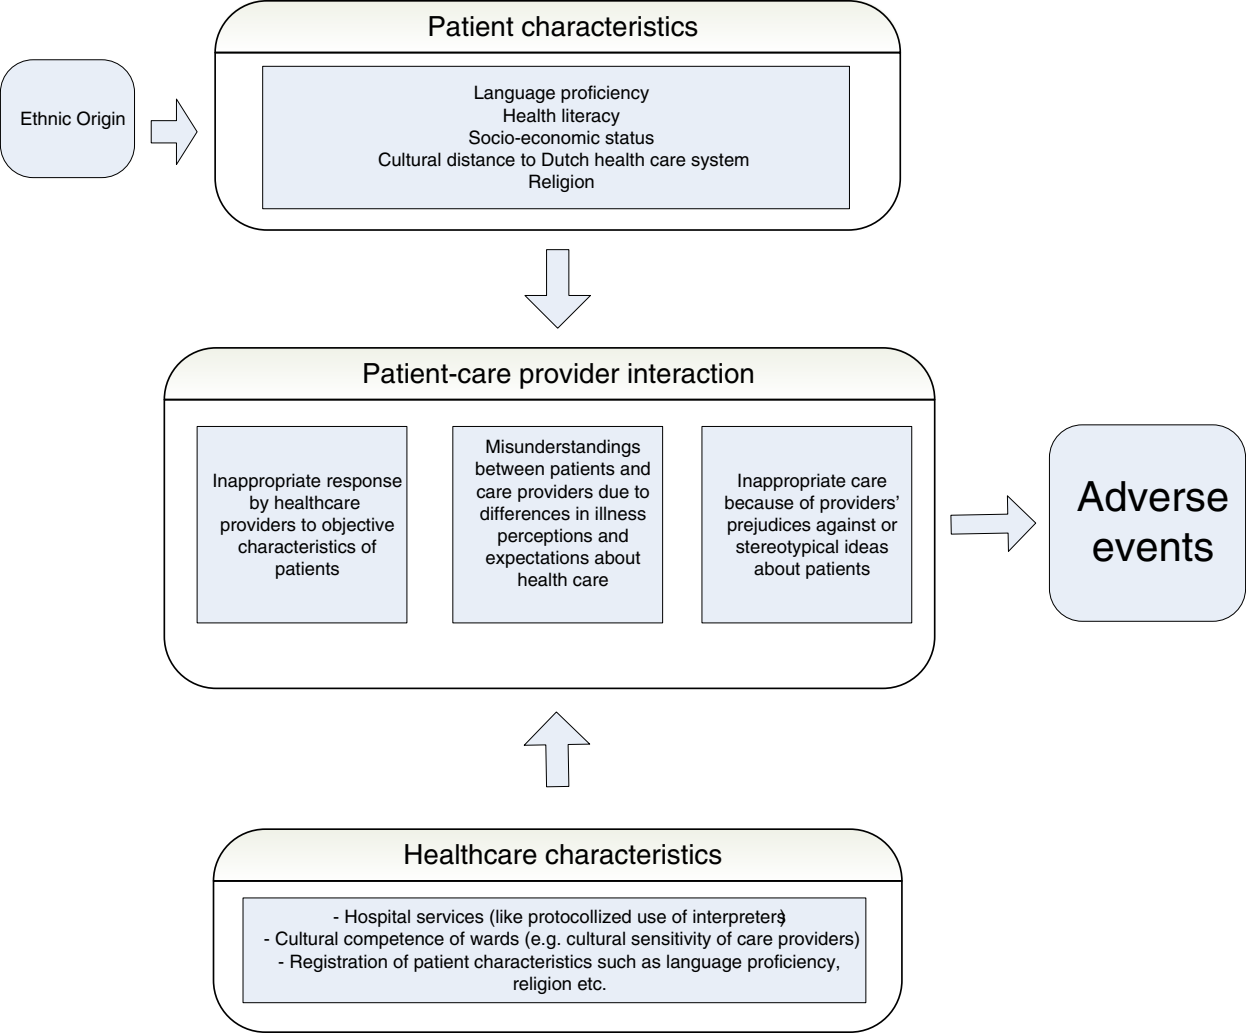 Patient characteristics
Ethnic Origin
Language proficiency
Health literacy
Socio-economic status
Cultural distance to Dutch health care system
Religion
Patient-care provider interaction
Inappropriate response
by healthcare
providers to objective
characteristics of
patients
Misunderstandings
between patients and
care providers due to
differences in illness
perceptions and
expectations about
health care
Inappropriate care
because of providers’
prejudices against or
stereotypical ideas
about patients
Adverse
events
Healthcare characteristics
- Hospital services (like protocollized use of interpreters)
- Cultural competence of wards (e.g. cultural sensitivity of care providers)
- Registration of patient characteristics such as language proficiency,
religion etc.